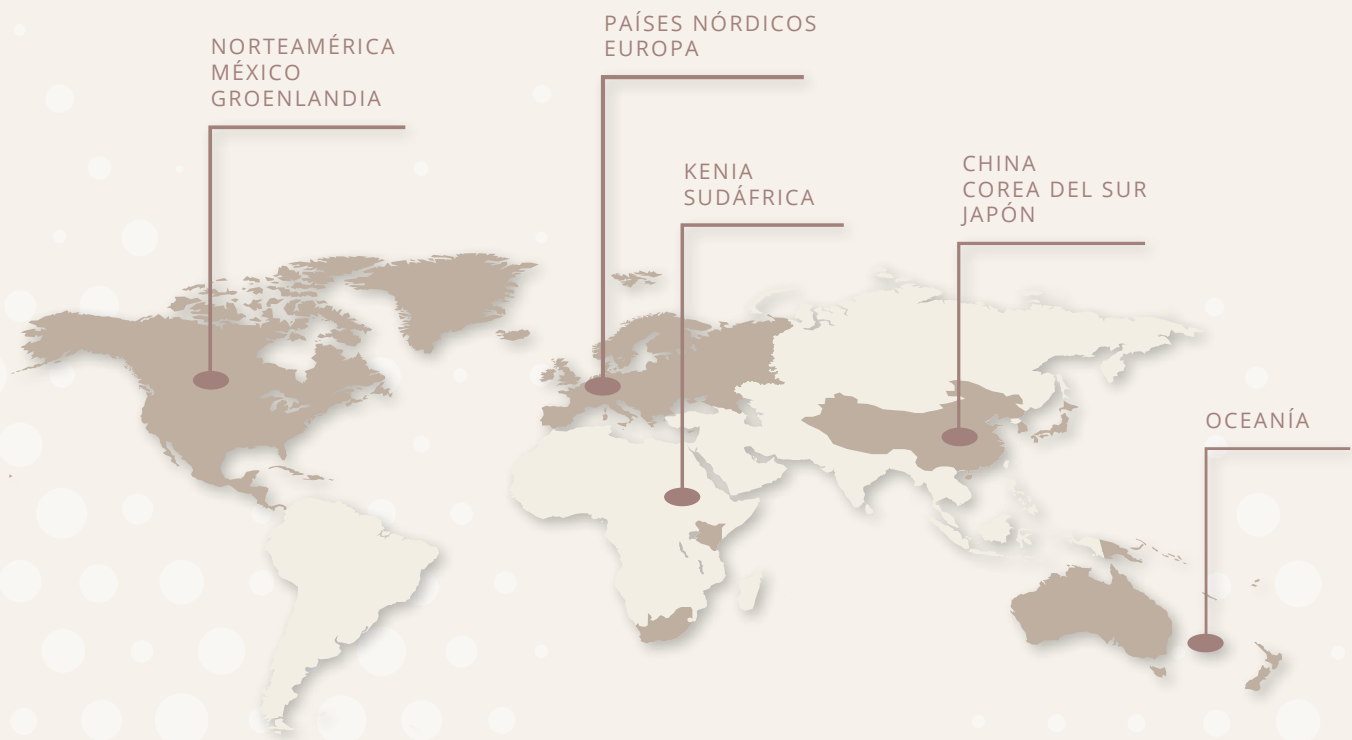 NORTEAMÉRICA
MÉXICO
GROENLANDIA
PAÍSES NÓRDICOS
EUROPA
KENIA
SUDÁFRICA
CHINA
COREA DEL SUR
JAPÓN
OCEANÍA